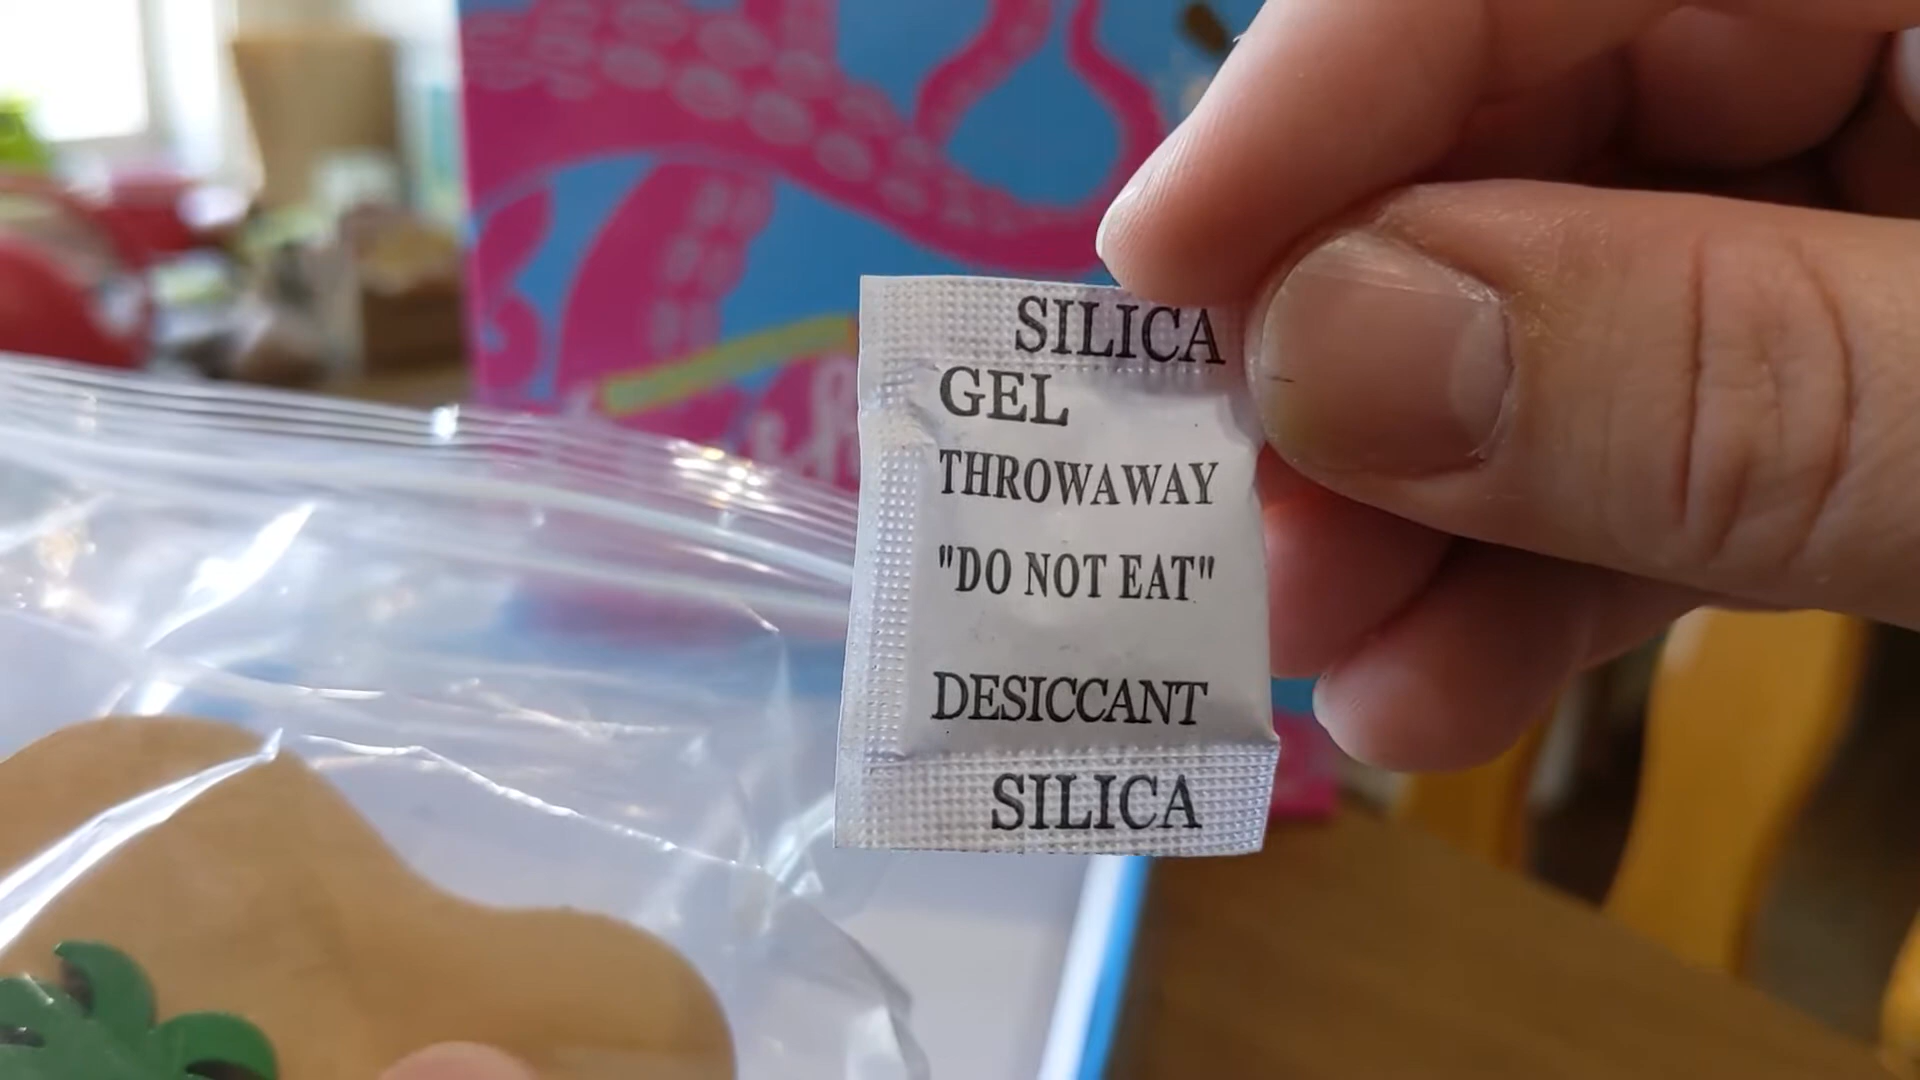 SILICA
GEL
THROWAWAY
"DO NOT EAT"
DESICCANT
SILICA